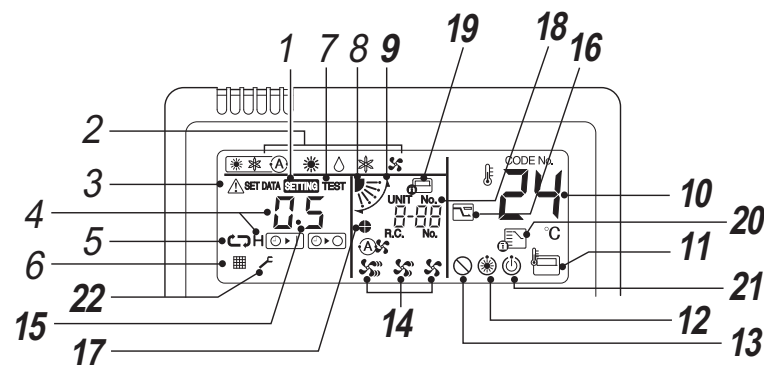 1 7 8 9 19 18 16
2
A
CODE No.
3 SET DATA SETTING TEST
UNIT No.
24 10
4 0.5 8-88
R.C. No.
5 H °C 20
A 11
6
22 21
15 14 12
17 13